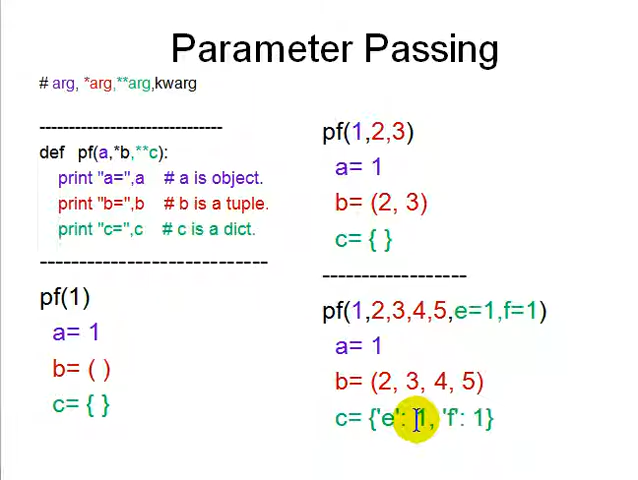 Parameter Passing
# arg, *arg,**arg,kwarg
-------------------------------
def pf(a,*b,**c):
print "a=",a # a is object.
print "b=",b # b is a tuple.
print "c=",c # c is a dict.
---------------------------
pf(1)
a= 1
b= ( )
c= { }
pf(1,2,3)
a= 1
b= (2, 3)
c= { }
------------------
pf(1,2,3,4,5,e=1,f=1)
a= 1
b= (2, 3, 4, 5)
c= {'e': 1, 'f': 1}